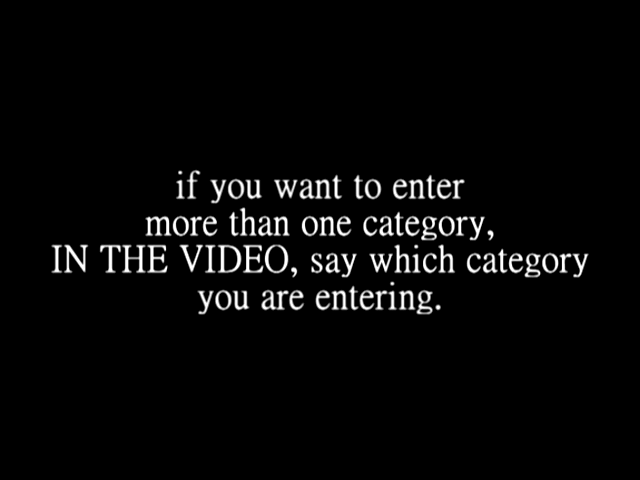 if you want to enter
more than one category,
IN THE VIDEO, say which category
you are entering.